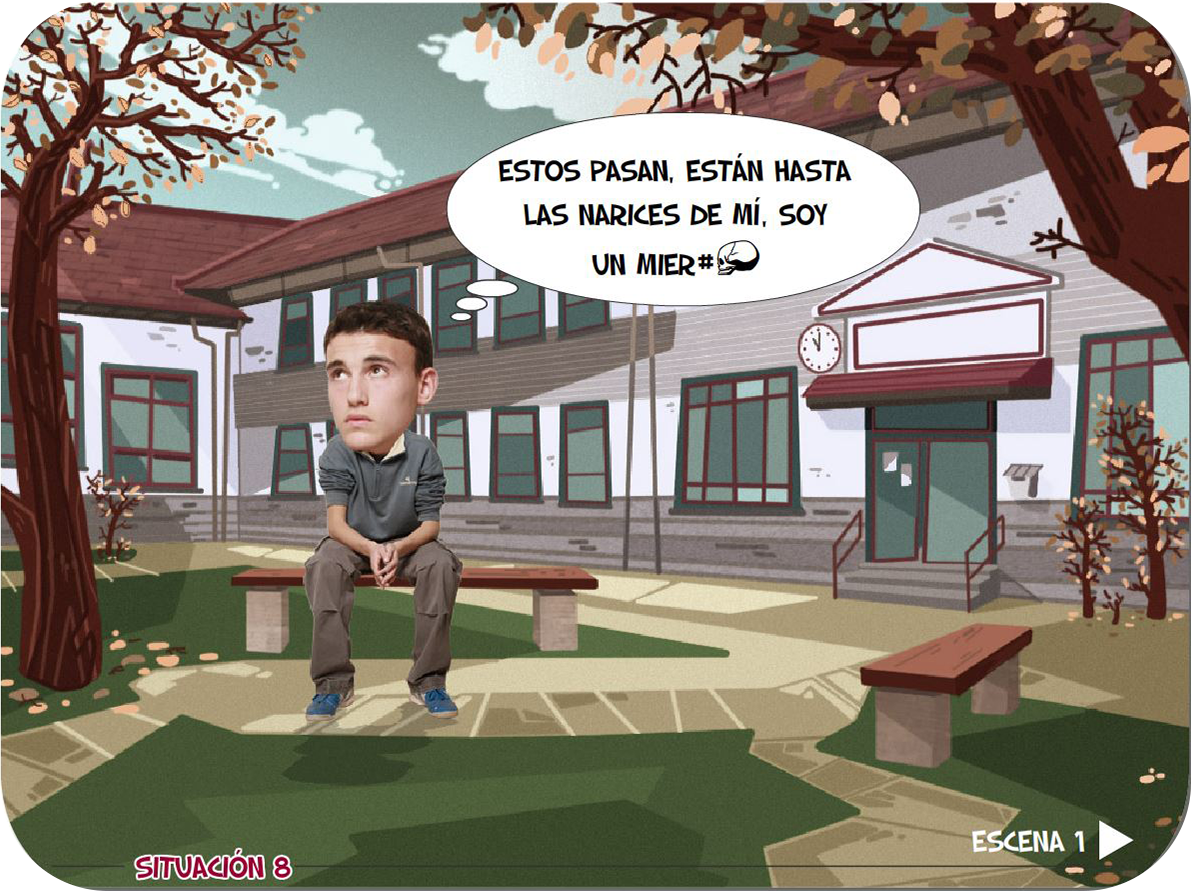 ESTOS PASAN, ESTÁN HASTA
LAS NARICES DE MÍ, SOY
UN MIER#
ESCENA 1
SITUACIÓN 8